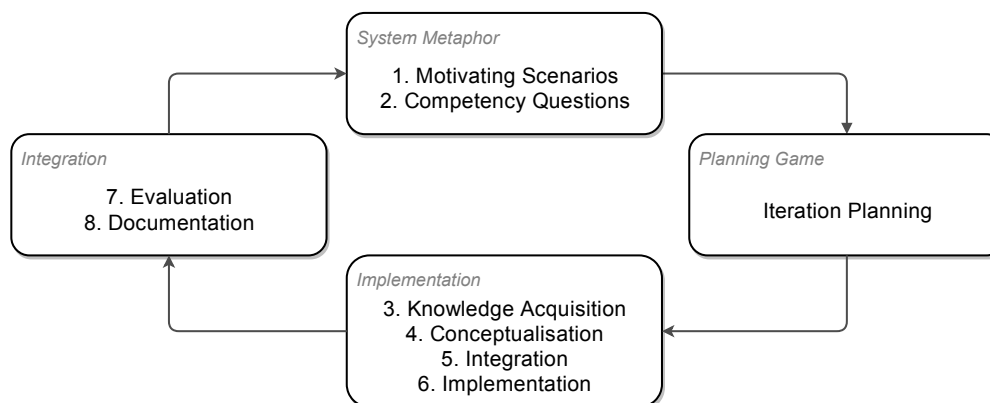 System Metaphor
1. Motivating Scenarios
2. Competency Questions
Planning Game
Iteration Planning
Implementation
3. Knowledge Acquisition
4. Conceptualisation
5. Integration
6. Implementation
Integration
7. Evaluation
8. Documentation